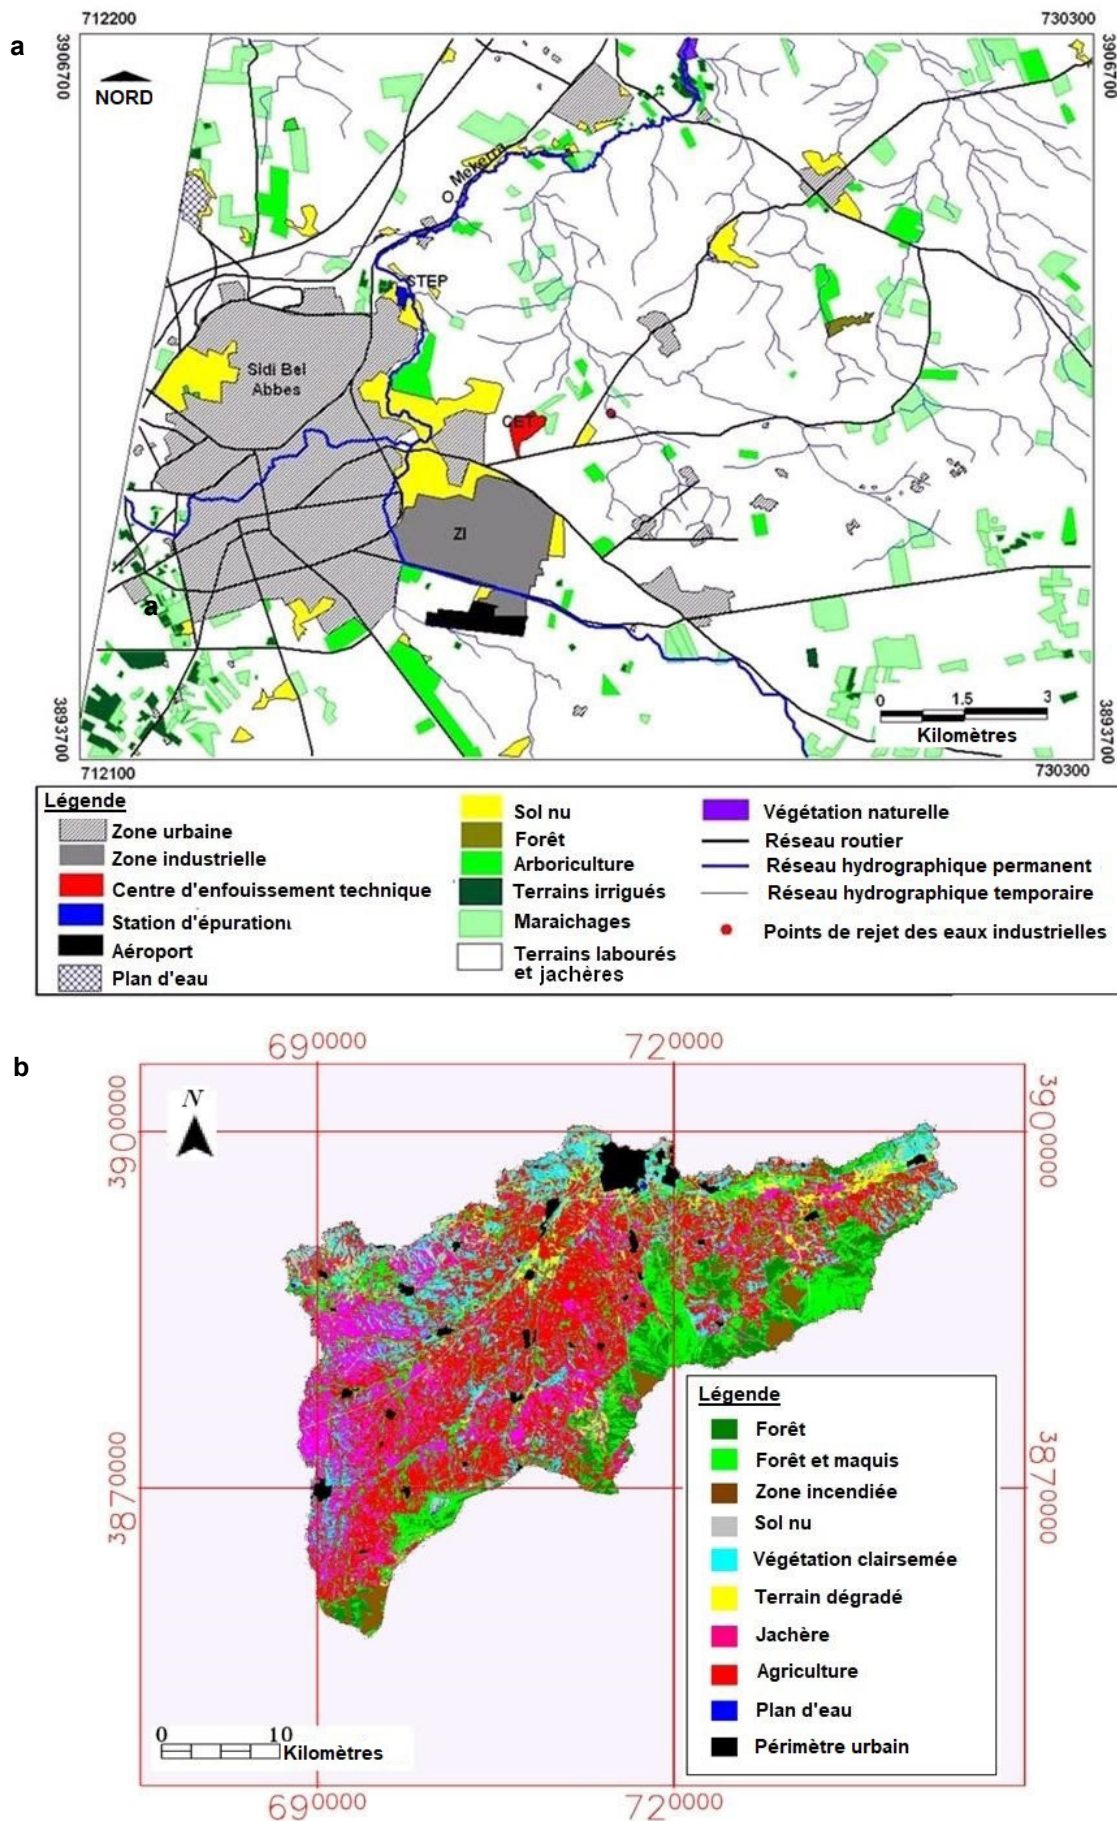 712200
730300
a
3906700
3906700
NORD
O Mekerra
STEP
Sidi Bel
Abbes
CET
ZI
a
0 1.5 3
Kilomètres
3893700
3893700
712100
730300
Légende
Zone urbaine
Zone industrielle
Centre d'enfouissement technique
Station d'épuration
Aéroport
Plan d'eau
Sol nu
Forêt
Arboriculture
Terrains irrigués
Maraichages
Terrains labourés
et jachères
Végétation naturelle
Réseau routier
Réseau hydrographique permanent
Réseau hydrographique temporaire
Points de rejet des eaux industrielles
b
690000
720000
3900000
3900000
N
3870000
3870000
Légende
Forêt
Forêt et maquis
Zone incendiée
Sol nu
Végétation clairsemée
Terrain dégradé
Jachère
Agriculture
Plan d'eau
Périmètre urbain
0 10
Kilomètres
690000
720000